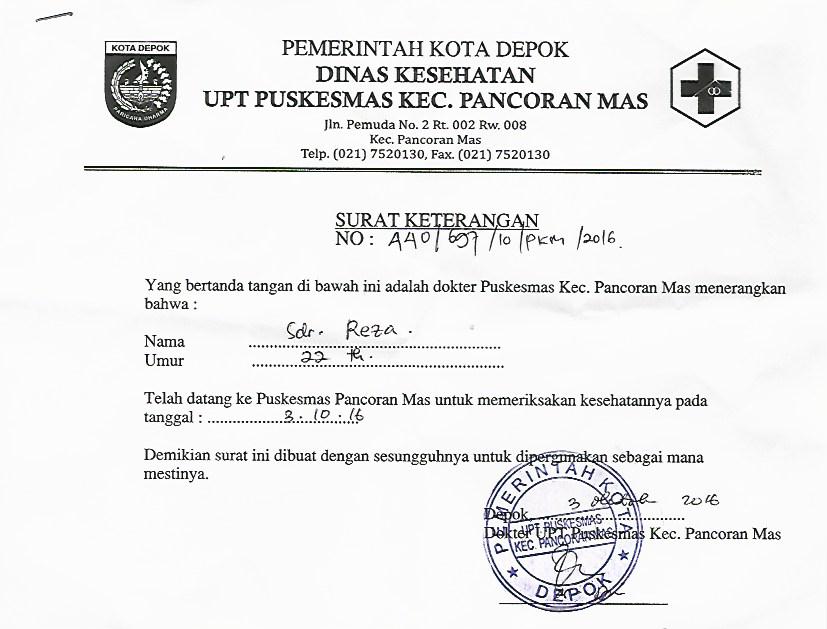 KOTA DEPOK
PARICARA DHARMA
PEMERINTAH KOTA DEPOK
DINAS KESEHATAN
UPT PUSKESMAS KEC. PANCORAN MAS
Jln. Pemuda No. 2 Rt. 002 Rw. 008
Kec. Pancoran Mas
Telp. (021) 7520130, Fax. (021) 7520130
SURAT KETERANGAN
NO : 440/697/10/PKM/2016.
Yang bertanda tangan di bawah ini adalah dokter Puskesmas Kec. Pancoran Mas menerangkan
bahwa :
Nama Sdr. Reza.
Umur 22 th.
Telah datang ke Puskesmas Pancoran Mas untuk memeriksakan kesehatannya pada
tanggal : 3.10.16
Demikian surat ini dibuat dengan sesungguhnya untuk dipergunakan sebagai mana
mestinya.
Depok, 3 oktober 2016
Dokter UPT Puskesmas Kec. Pancoran Mas
PEMERINTAH KOTA
UPT PUSKESMAS
KEC. PANCORAN MAS
DEPOK